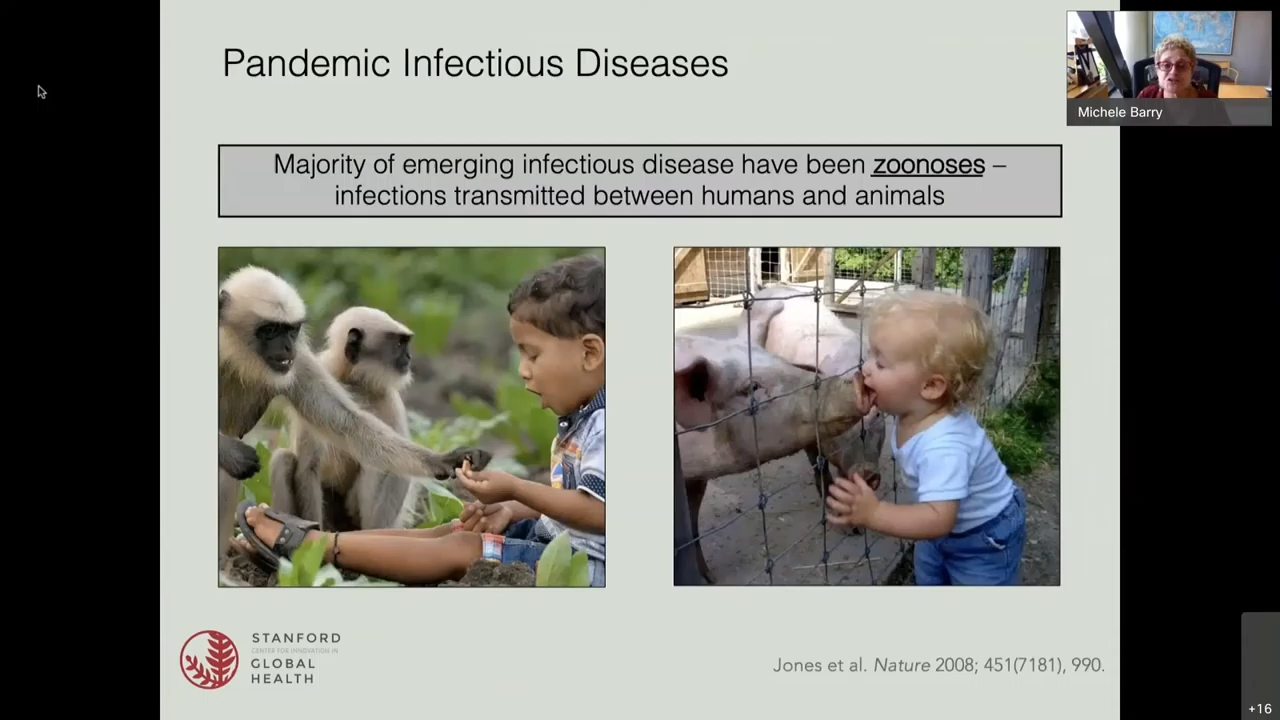 Pandemic Infectious Diseases
Michele Barry
Majority of emerging infectious disease have been zoonoses –
infections transmitted between humans and animals
STANFORD
CENTER FOR INNOVATION IN
GLOBAL
HEALTH
Jones et al. Nature 2008; 451(7181), 990.
+16